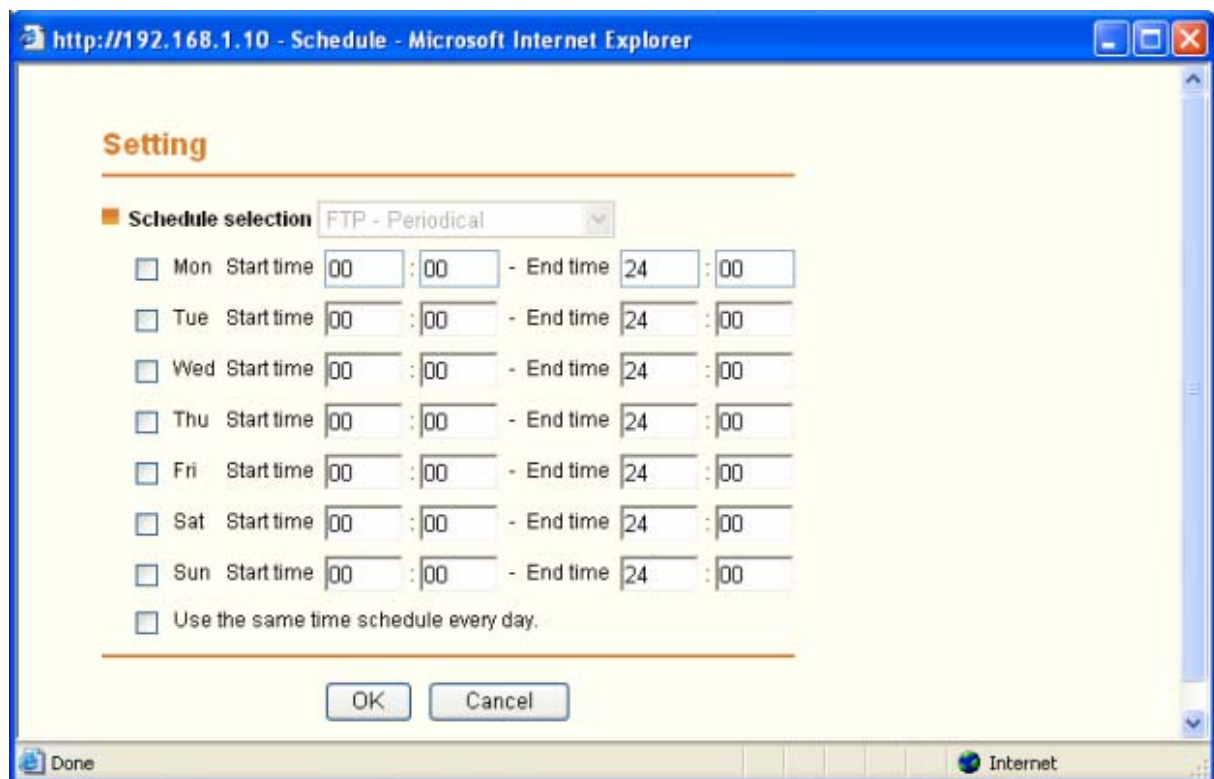 http://192.168.1.10 - Schedule - Microsoft Internet Explorer
Setting
Schedule selection FTP - Periodical
Mon Start time 00 : 00 - End time 24 : 00
Tue Start time 00 : 00 - End time 24 : 00
Wed Start time 00 : 00 - End time 24 : 00
Thu Start time 00 : 00 - End time 24 : 00
Fri Start time 00 : 00 - End time 24 : 00
Sat Start time 00 : 00 - End time 24 : 00
Sun Start time 00 : 00 - End time 24 : 00
Use the same time schedule every day.
OK Cancel
Done Internet